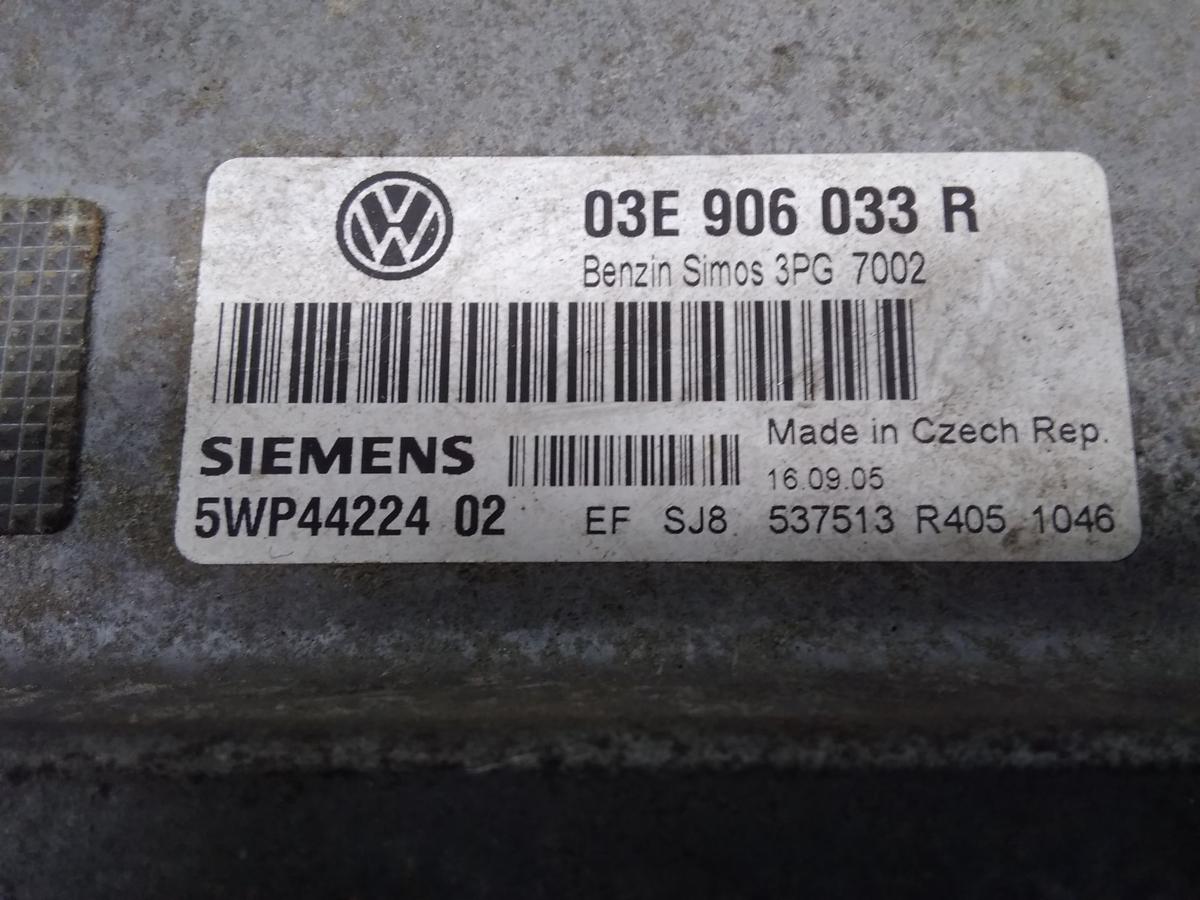 03E 906 033 R
Benzin Simos 3PG 7002
SIEMENS
Made in Czech Rep.
16.09.05
5WP44224 02
EF SJ8 537513 R405 1046